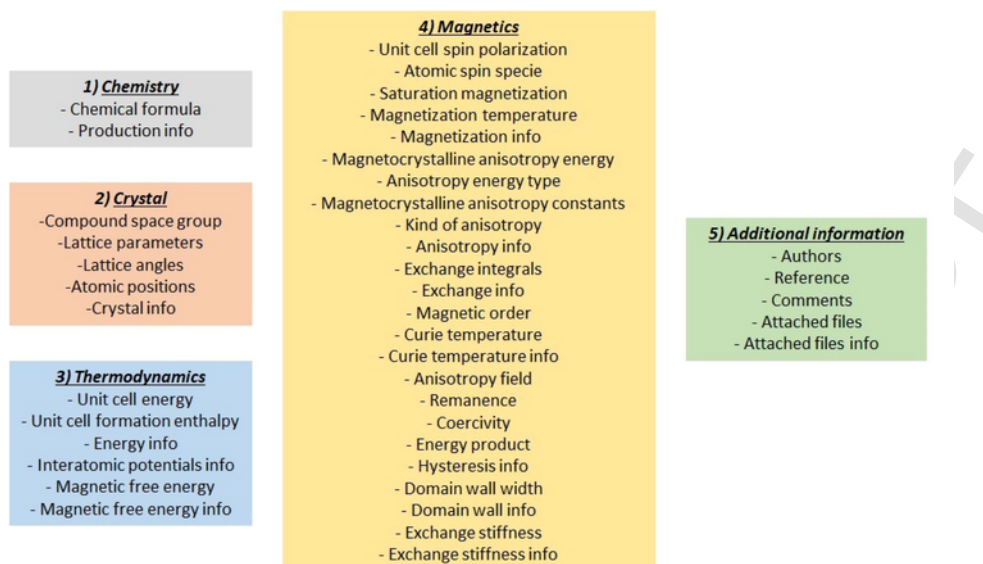 1) Chemistry
- Chemical formula
- Production info
2) Crystal
-Compound space group
-Lattice parameters
-Lattice angles
-Atomic positions
-Crystal info
3) Thermodynamics
- Unit cell energy
- Unit cell formation enthalpy
- Energy info
- Interatomic potentials info
- Magnetic free energy
- Magnetic free energy info
4) Magnetics
- Unit cell spin polarization
- Atomic spin specie
- Saturation magnetization
- Magnetization temperature
- Magnetization info
- Magnetocrystalline anisotropy energy
- Anisotropy energy type
- Magnetocrystalline anisotropy constants
- Kind of anisotropy
- Anisotropy info
- Exchange integrals
- Exchange info
- Magnetic order
- Curie temperature
- Curie temperature info
- Anisotropy field
- Remanence
- Coercivity
- Energy product
- Hysteresis info
- Domain wall width
- Domain wall info
- Exchange stiffness
- Exchange stiffness info
5) Additional information
- Authors
- Reference
- Comments
- Attached files
- Attached files info